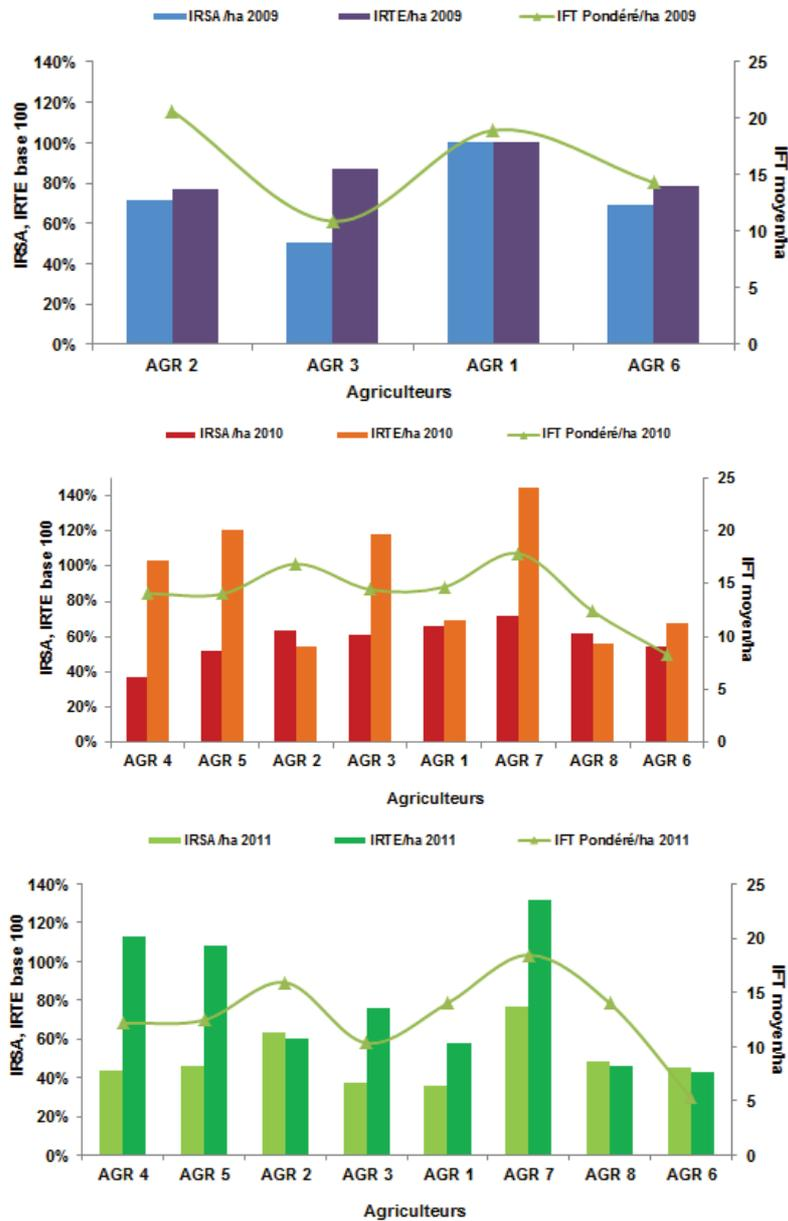 IRSA/ha 2009 IRTE/ha 2009 IFT Pondéré/ha 2009
IRSA, IRTE base 100
140%
120%
100%
80%
60%
40%
20%
0%
25
20
15
10
5
0
IFT moyen/ha
AGR 2 AGR 3 AGR 1 AGR 6
Agriculteurs
IRSA/ha 2010 IRTE/ha 2010 IFT Pondéré/ha 2010
IRSA, IRTE base 100
140%
120%
100%
80%
60%
40%
20%
0%
25
20
15
10
5
0
IFT moyen/ha
AGR 4 AGR 5 AGR 2 AGR 3 AGR 1 AGR 7 AGR 8 AGR 6
Agriculteurs
IRSA/ha 2011 IRTE/ha 2011 IFT Pondéré/ha 2011
IRSA, IRTE base 100
140%
120%
100%
80%
60%
40%
20%
0%
25
20
15
10
5
0
IFT moyen/ha
AGR 4 AGR 5 AGR 2 AGR 3 AGR 1 AGR 7 AGR 8 AGR 6
Agriculteurs